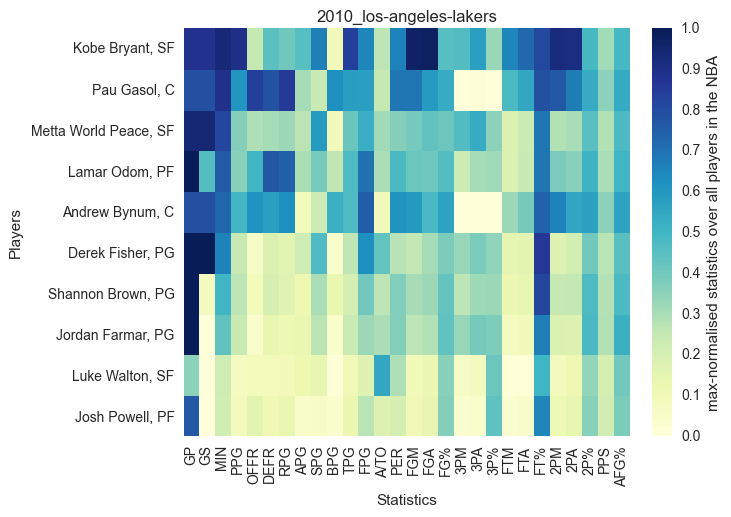 2010_los-angeles-lakers
Players
Kobe Bryant, SF
Pau Gasol, C
Metta World Peace, SF
Lamar Odom, PF
Andrew Bynum, C
Derek Fisher, PG
Shannon Brown, PG
Jordan Farmar, PG
Luke Walton, SF
Josh Powell, PF
GP GS MIN PPG OFFR DEFR RPG APG SPG BPG TPG FPG A/TO PER FGM FGA FG% 3PM 3PA 3P% FTM FTA FT% 2PM 2PA 2P% PPS AFG%
Statistics
1.0
0.9
0.8
0.7
0.6
0.5
0.4
0.3
0.2
0.1
0.0
max-normalised statistics over all players in the NBA